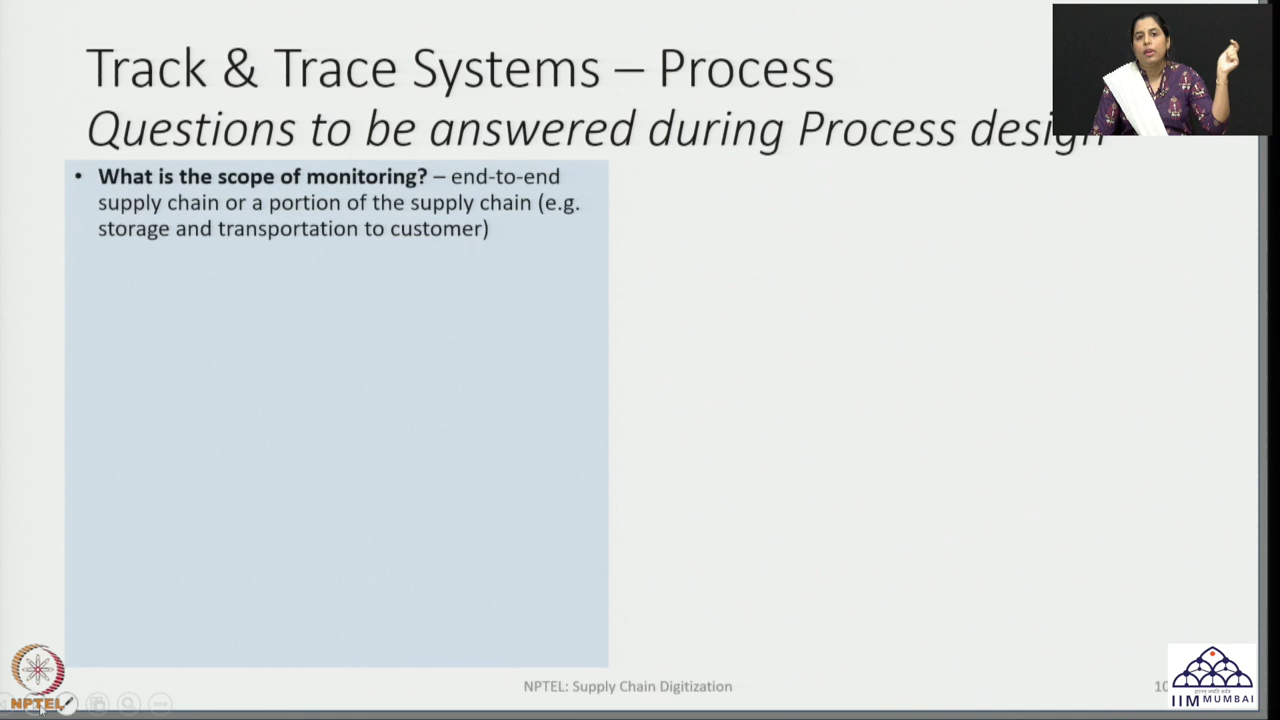 Track & Trace Systems – Process
Questions to be answered during Process design
• What is the scope of monitoring? – end-to-end
supply chain or a portion of the supply chain (e.g.
storage and transportation to customer)
NPTEL
NPTEL: Supply Chain Digitization
10
IIM MUMBAI